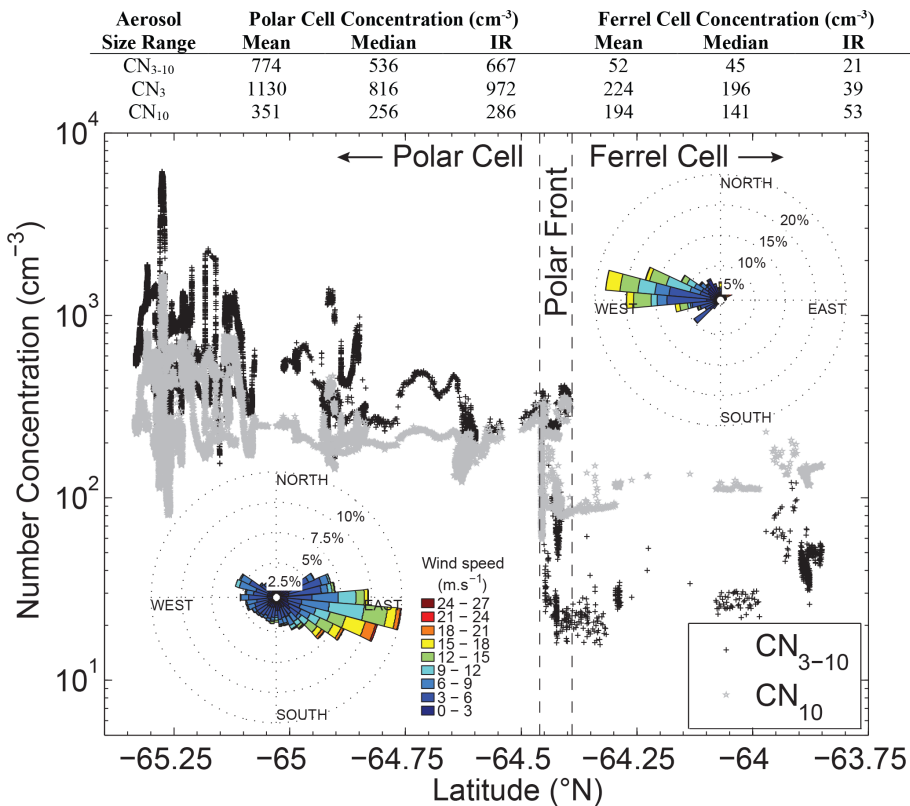 Aerosol Polar Cell Concentration (cm⁻³) Ferrel Cell Concentration (cm⁻³)
Size Range Mean Median IR Mean Median IR
CN₃₋₁₀ 774 536 667 52 45 21
CN₃ 1130 816 972 224 196 39
CN₁₀ 351 256 286 194 141 53
10⁴
← Polar Cell
Polar Front
Ferrel Cell →
NORTH
20%
15%
10%
5%
WEST
EAST
SOUTH
10³
Number Concentration (cm⁻³)
10²
NORTH
10%
7.5%
5%
2.5%
WEST
EAST
SOUTH
Wind speed
(m.s⁻¹)
24 − 27
21 − 24
18 − 21
15 − 18
12 − 15
9 − 12
6 − 9
3 − 6
0 − 3
CN₃₋₁₀
CN₁₀
10¹
−65.25 −65 −64.75 −64.5 −64.25 −64 −63.75
Latitude (°N)